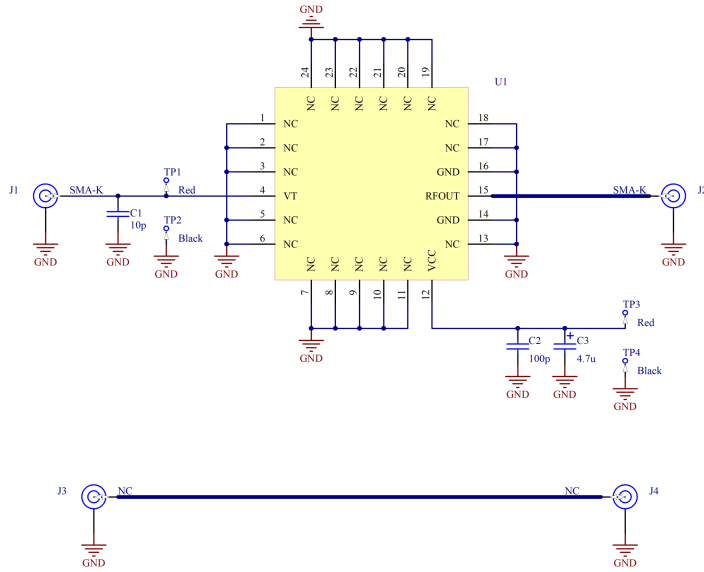 GND
U1
24 23 22 21 20 19
NC NC NC NC NC NC
1 NC NC 18
2 NC NC 17
3 NC GND 16
J1 SMA-K TP1 Red 4 VT RFOUT 15 SMA-K J2
C1 10p TP2 Black
5 NC GND 14
6 NC NC 13
GND GND GND GND GND GND
NC NC NC NC NC VCC
7 8 9 10 11 12
GND
TP3 Red
C2 100p
+ C3 4.7u
TP4 Black
GND GND GND
J3 NC NC J4
GND GND